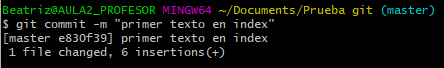 Beatriz@AULA2_PROFESOR MINGW64 ~/Documents/Prueba git (master)
$ git commit -m "primer texto en index"
[master e830f39] primer texto en index
 1 file changed, 6 insertions(+)